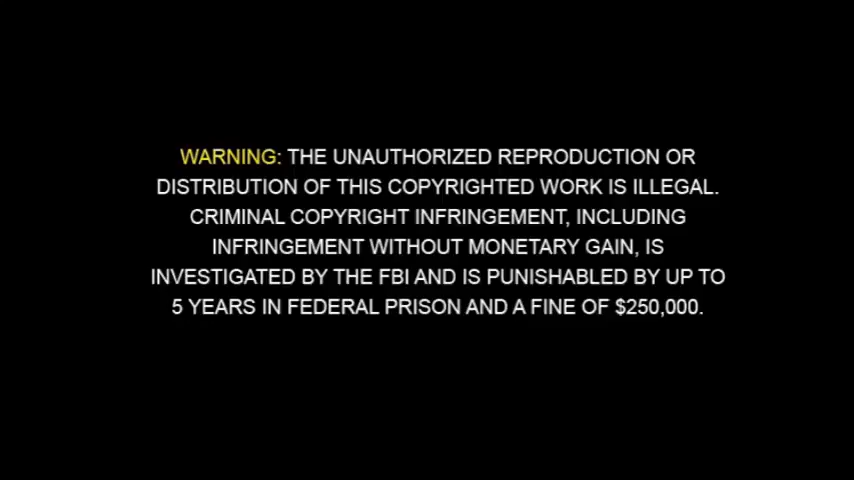 WARNING: THE UNAUTHORIZED REPRODUCTION OR
DISTRIBUTION OF THIS COPYRIGHTED WORK IS ILLEGAL.
CRIMINAL COPYRIGHT INFRINGEMENT, INCLUDING
INFRINGEMENT WITHOUT MONETARY GAIN, IS
INVESTIGATED BY THE FBI AND IS PUNISHABLED BY UP TO
5 YEARS IN FEDERAL PRISON AND A FINE OF $250,000.